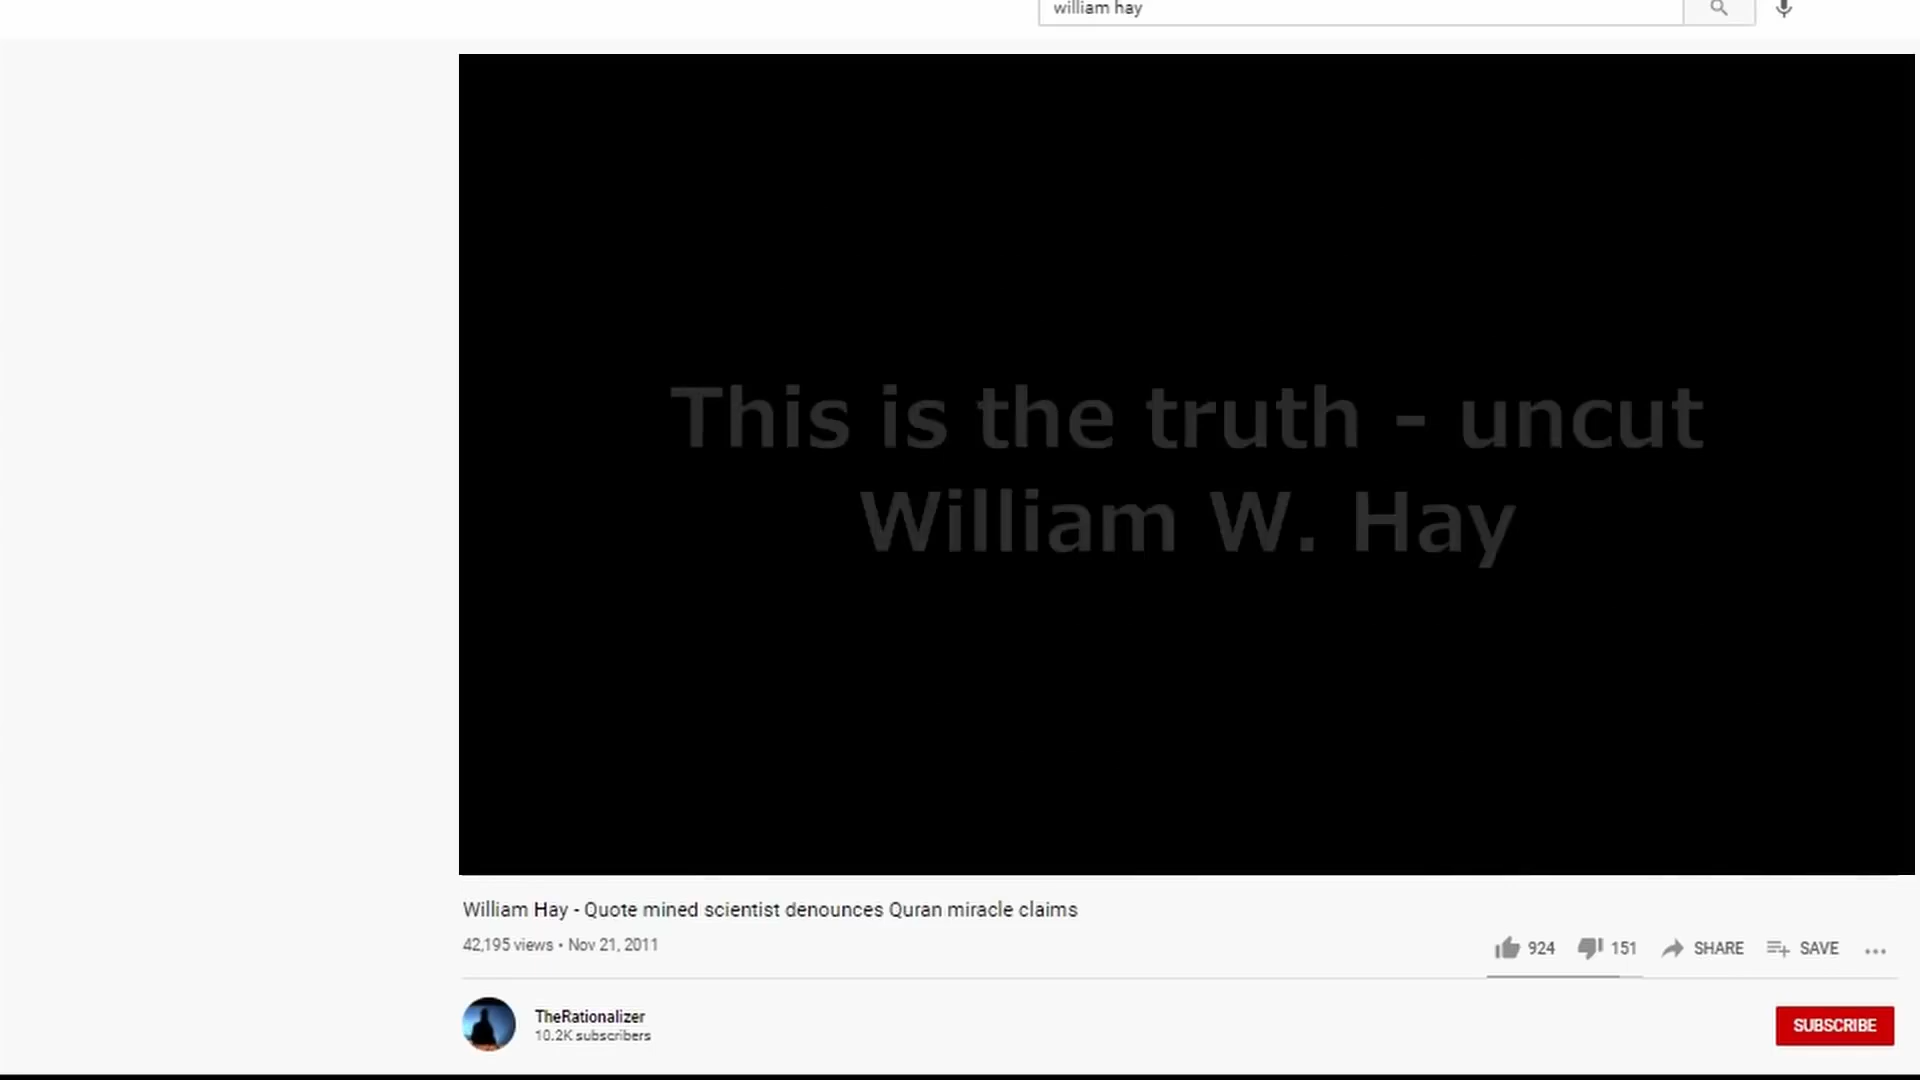 william hay
This is the truth - uncut
William W. Hay
William Hay - Quote mined scientist denounces Quran miracle claims
42,195 views • Nov 21, 2011
924
151
SHARE
SAVE
TheRationalizer
10.2K subscribers
SUBSCRIBE